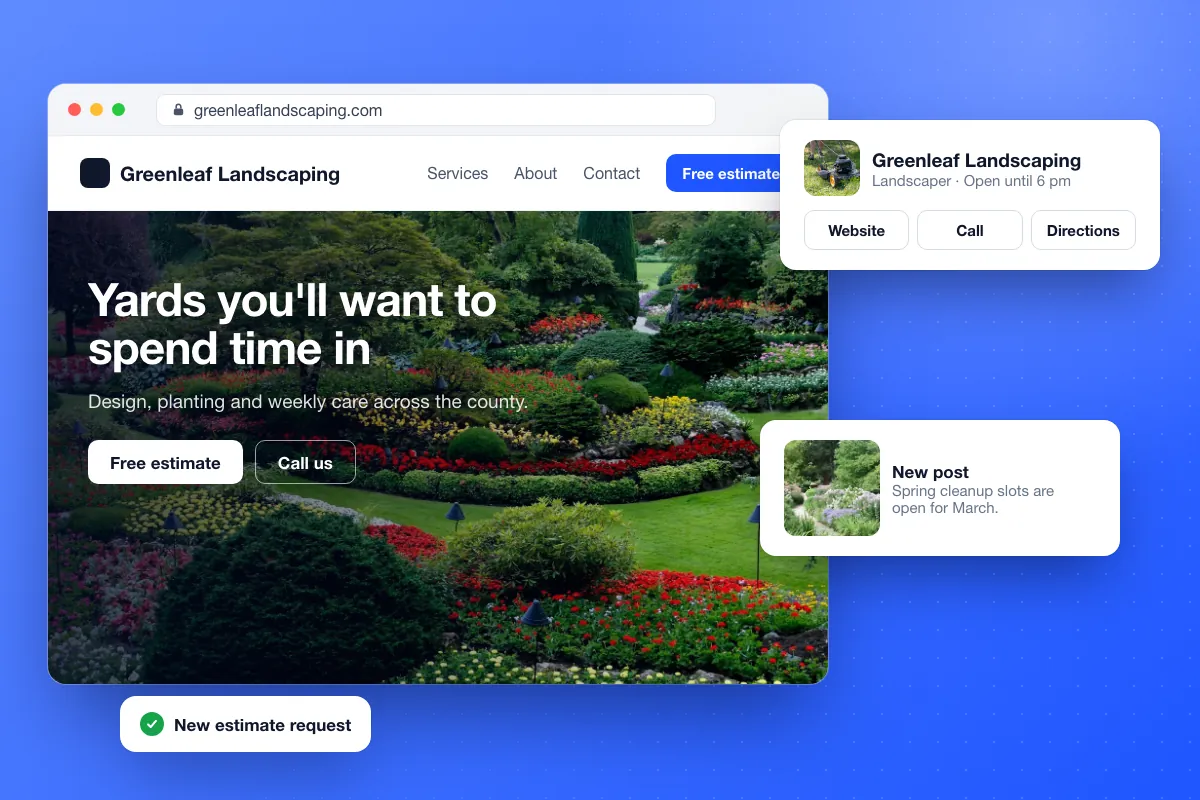 greenleaflandscaping.com
Greenleaf Landscaping
Services
About
Contact
Free estimate
Yards you'll want to
spend time in
Design, planting and weekly care across the county.
Free estimate
Call us
Greenleaf Landscaping
Landscaper · Open until 6 pm
Website
Call
Directions
New post
Spring cleanup slots are
open for March.
New estimate request